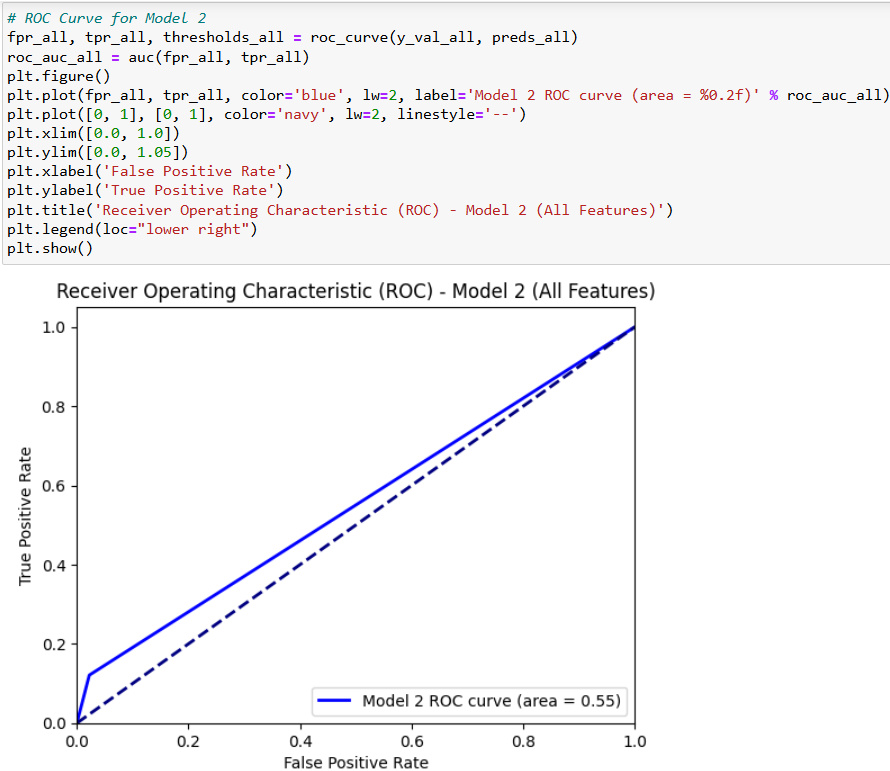 # ROC Curve for Model 2
fpr_all, tpr_all, thresholds_all = roc_curve(y_val_all, preds_all)
roc_auc_all = auc(fpr_all, tpr_all)
plt.figure()
plt.plot(fpr_all, tpr_all, color='blue', lw=2, label='Model 2 ROC curve (area = %0.2f)' % roc_auc_all)
plt.plot([0, 1], [0, 1], color='navy', lw=2, linestyle='--')
plt.xlim([0.0, 1.0])
plt.ylim([0.0, 1.05])
plt.xlabel('False Positive Rate')
plt.ylabel('True Positive Rate')
plt.title('Receiver Operating Characteristic (ROC) - Model 2 (All Features)')
plt.legend(loc="lower right")
plt.show()
Receiver Operating Characteristic (ROC) - Model 2 (All Features)
True Positive Rate
1.0
0.8
0.6
0.4
0.2
0.0
Model 2 ROC curve (area = 0.55)
0.0 0.2 0.4 0.6 0.8 1.0
False Positive Rate